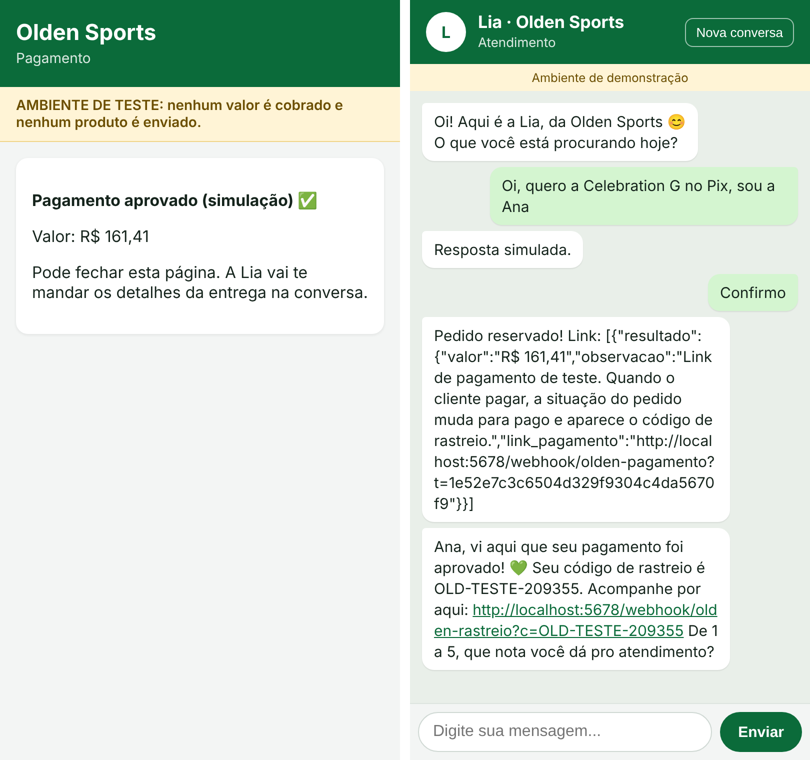 Olden Sports
Pagamento
AMBIENTE DE TESTE: nenhum valor é cobrado e
nenhum produto é enviado.
Pagamento aprovado (simulação) ✅
Valor: R$ 161,41
Pode fechar esta página. A Lia vai te
mandar os detalhes da entrega na conversa.
L
Lia · Olden Sports
Atendimento
Nova conversa
Ambiente de demonstração
Oi! Aqui é a Lia, da Olden Sports 😊
O que você está procurando hoje?
Oi, quero a Celebration G no Pix, sou a
Ana
Resposta simulada.
Confirmo
Pedido reservado! Link: [{"resultado":
{"valor":"R$ 161,41","observacao":"Link
de pagamento de teste. Quando o
cliente pagar, a situação do pedido
muda para pago e aparece o código de
rastreio.","link_pagamento":"http://local
host:5678/webhook/olden-pagamento?
t=1e52e7c3c6504d329f9304c4da5670
f9"}}]
Ana, vi aqui que seu pagamento foi
aprovado! 💚 Seu código de rastreio é
OLD-TESTE-209355. Acompanhe por
aqui: http://localhost:5678/webhook/old
en-rastreio?c=OLD-TESTE-209355 De 1
a 5, que nota você dá pro atendimento?
Digite sua mensagem...
Enviar